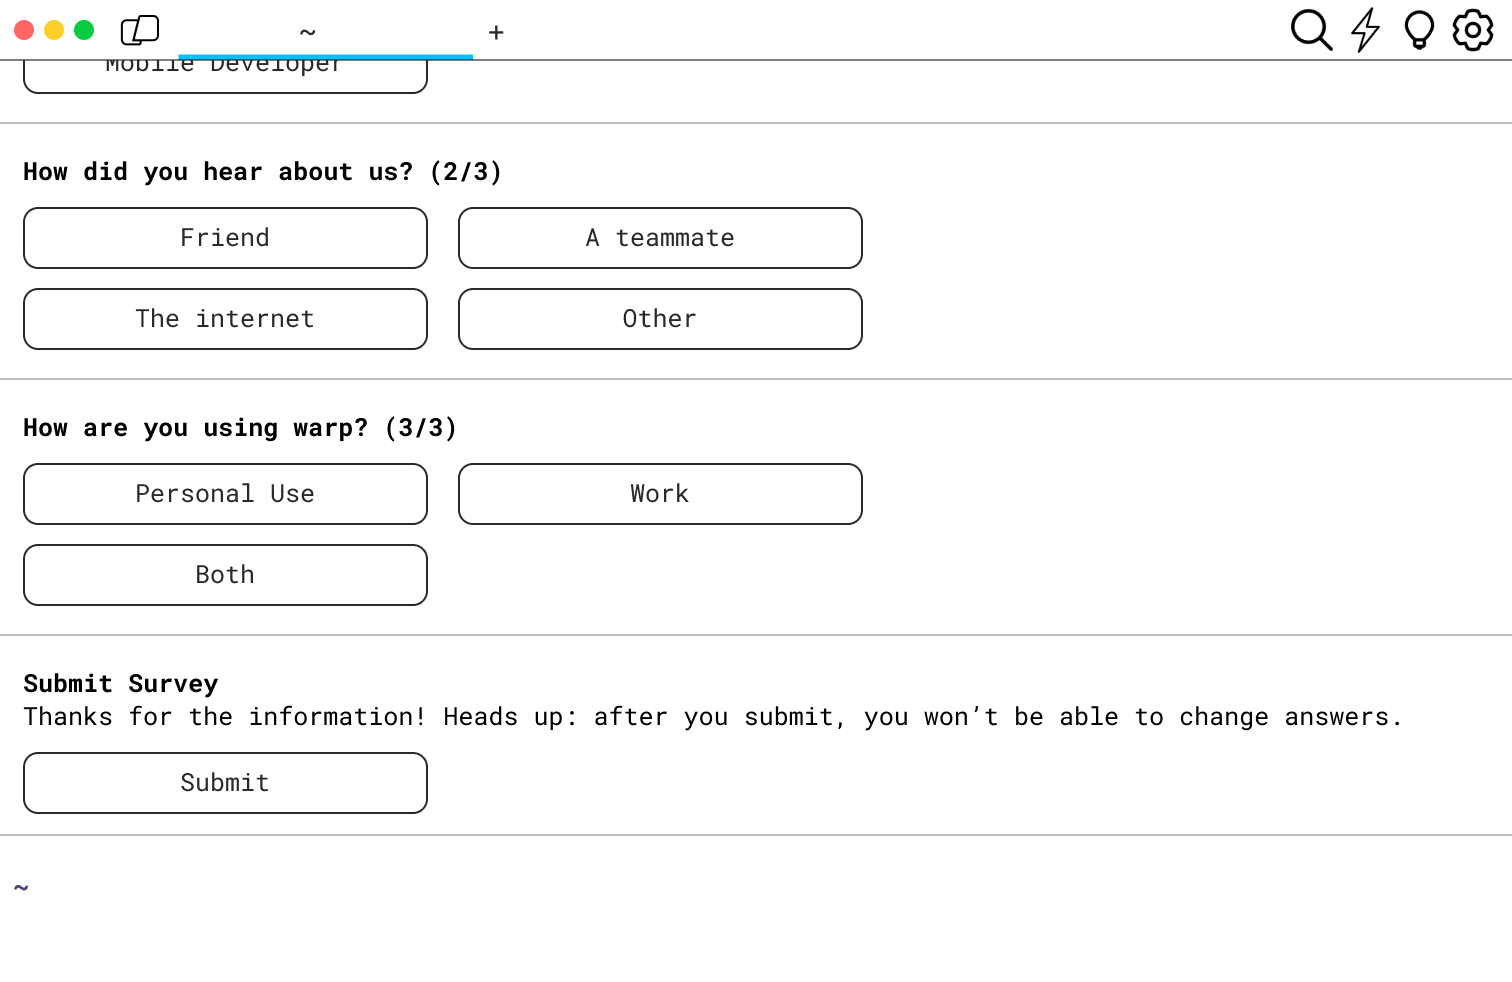 ~ +
Mobile Developer
How did you hear about us? (2/3)
Friend A teammate
The internet Other
How are you using warp? (3/3)
Personal Use Work
Both
Submit Survey
Thanks for the information! Heads up: after you submit, you won’t be able to change answers.
Submit
~